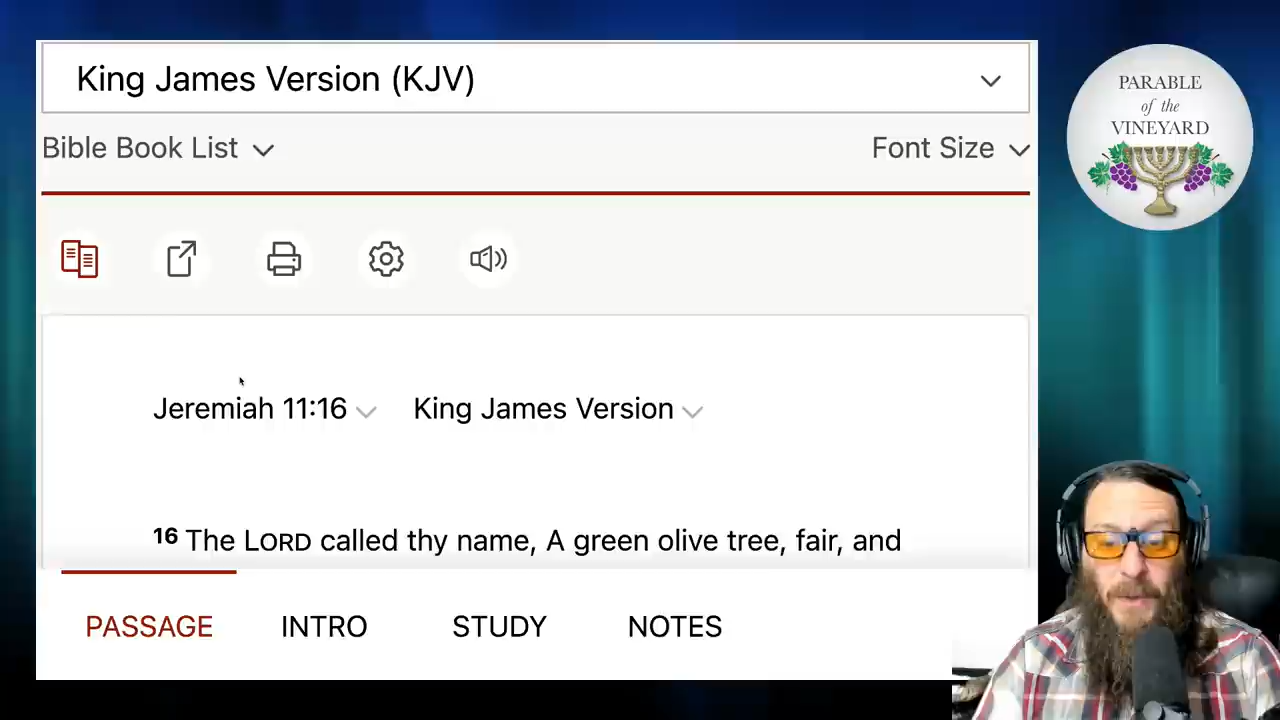 King James Version (KJV)
Bible Book List
Font Size
Jeremiah 11:16
King James Version
16 The LORD called thy name, A green olive tree, fair, and
PASSAGE
INTRO
STUDY
NOTES
PARABLE
of the
VINEYARD